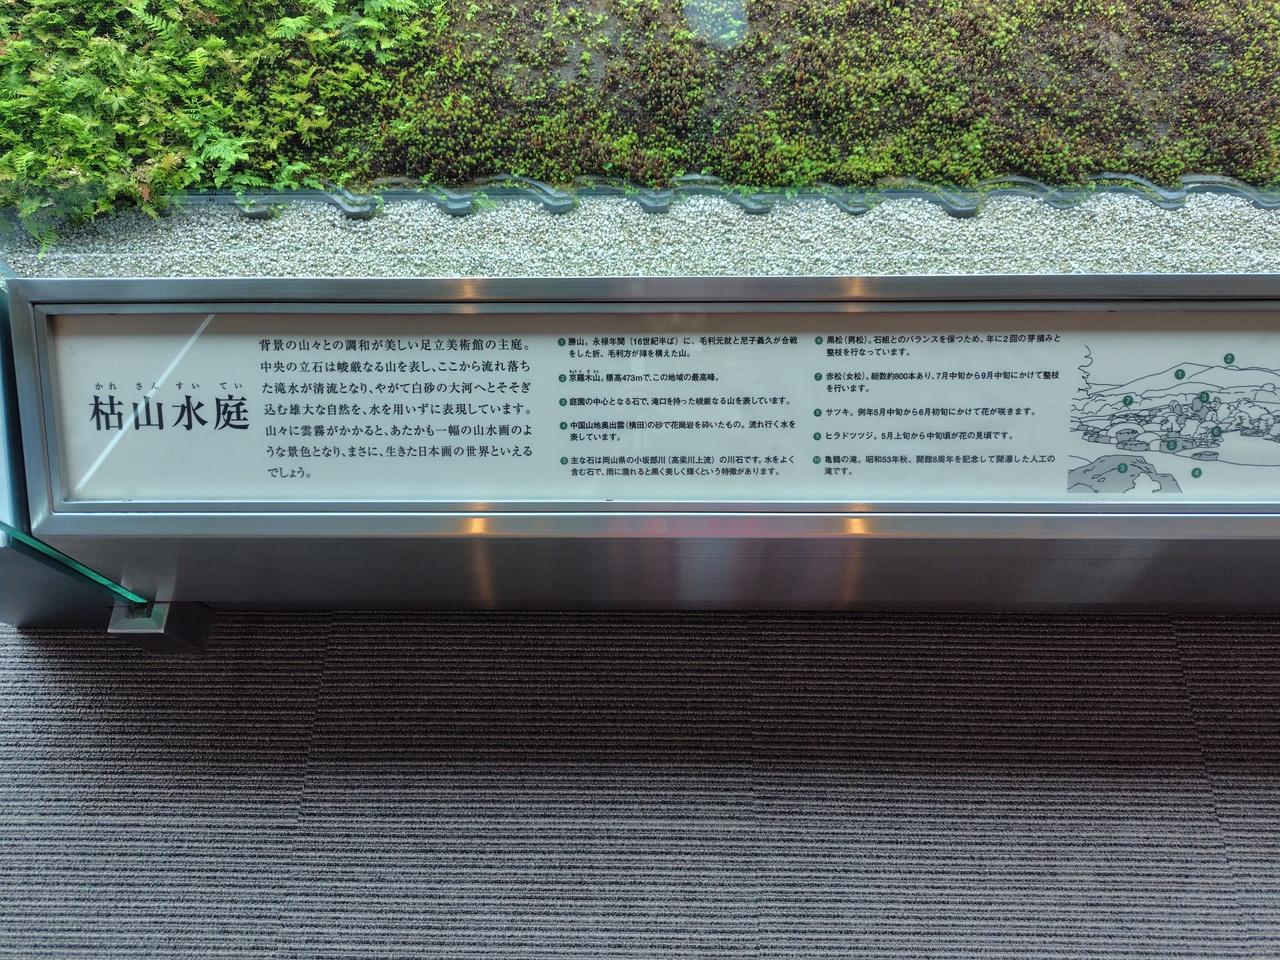 かれ さん すい てい
枯山水庭
背景の山々との調和が美しい足立美術館の主庭。
中央の立石は峻厳なる山を表し、ここから流れ落ち
た滝水が清流となり、やがて白砂の大河へとそそぎ
込む雄大な自然を、水を用いずに表現しています。
山々に雲霧がかかると、あたかも一幅の山水画のよ
うな景色となり、まさに、生きた日本画の世界といえる
でしょう。
1 勝山。永禄年間（16世紀半ば）に、毛利元就と尼子義久が合戦
をした折、毛利方が陣を構えた山。
2 京羅木山。標高473mで、この地域の最高峰。
3 庭園の中心となる石で、滝口を持った峻厳なる山を表しています。
4 中国山地奥出雲（横田）の砂で花崗岩を砕いたもの。流れ行く水を
表しています。
5 主な石は岡山県の小坂部川（高梁川上流）の川石です。水をよく
含む石で、雨に濡れると黒く美しく輝くという特徴があります。
6 黒松（男松）。石組とのバランスを保つため、年に2回の芽摘みと
整枝を行なっています。
7 赤松（女松）。総数約800本あり、7月中旬から9月中旬にかけて整枝
を行います。
8 サツキ。例年5月中旬から6月初旬にかけて花が咲きます。
9 ヒラドツツジ。5月上旬から中旬頃が花の見頃です。
10 亀鶴の滝。昭和53年秋、開館8周年を記念して開瀑した人工の
滝です。
2
1
7
3
5
4